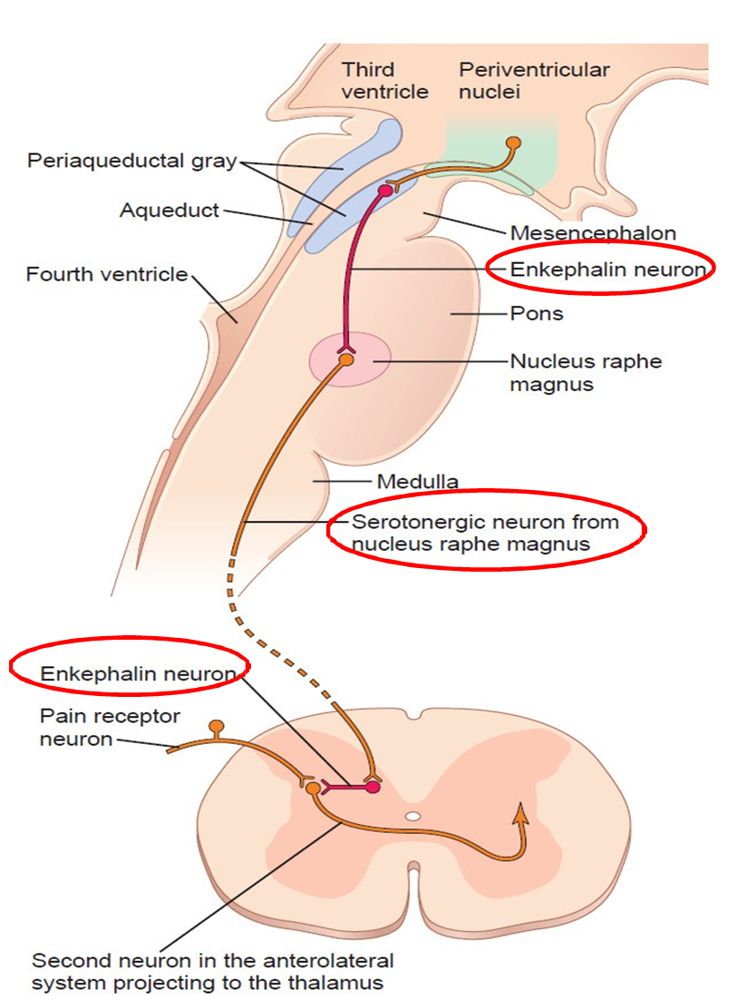 Third
ventricle
Periventricular
nuclei
Periaqueductal gray
Aqueduct
Mesencephalon
Fourth ventricle
Enkephalin neuron
Pons
Nucleus raphe
magnus
Medulla
Serotonergic neuron from
nucleus raphe magnus
Enkephalin neuron
Pain receptor
neuron
Second neuron in the anterolateral
system projecting to the thalamus